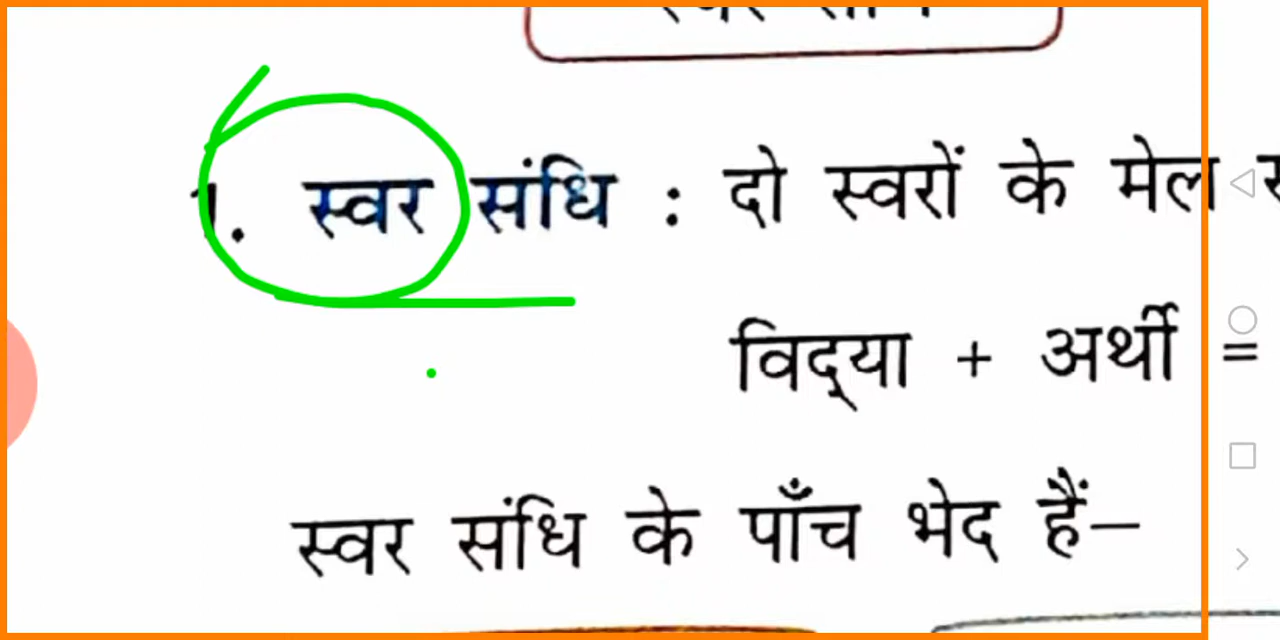 1. स्वर संधि : दो स्वरों के मेल
विद्‌या + अर्थी =
स्वर संधि के पाँच भेद हैं–